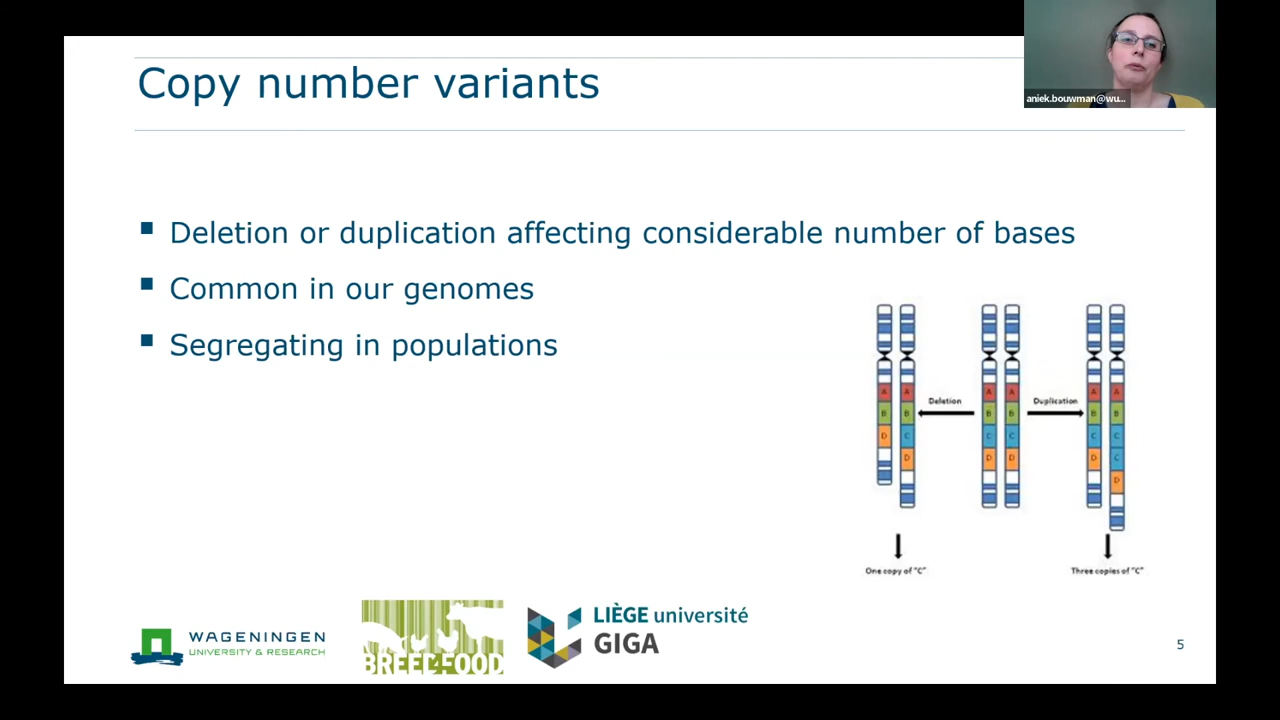 Copy number variants
aniek.bouwman@wu...
Deletion or duplication affecting considerable number of bases
Common in our genomes
Segregating in populations
Deletion
Duplication
A A A A A A
B B B B B B
D C C C C C
D D D D C
D
One copy of "C"
Three copies of "C"
WAGENINGEN
UNIVERSITY & RESEARCH
BREED4FOOD
LIÈGE université
GIGA
5